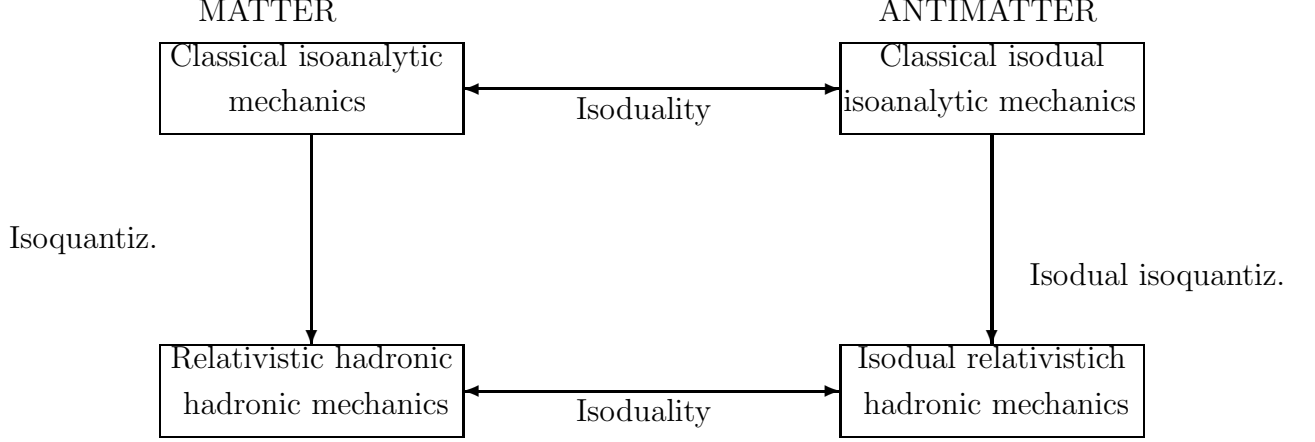 MATTER
ANTIMATTER
Classical isoanalytic
mechanics
Classical isodual
isoanalytic mechanics
Isoduality
Isoquantiz.
Isodual isoquantiz.
Relativistic hadronic
hadronic mechanics
Isodual relativistich
hadronic mechanics
Isoduality